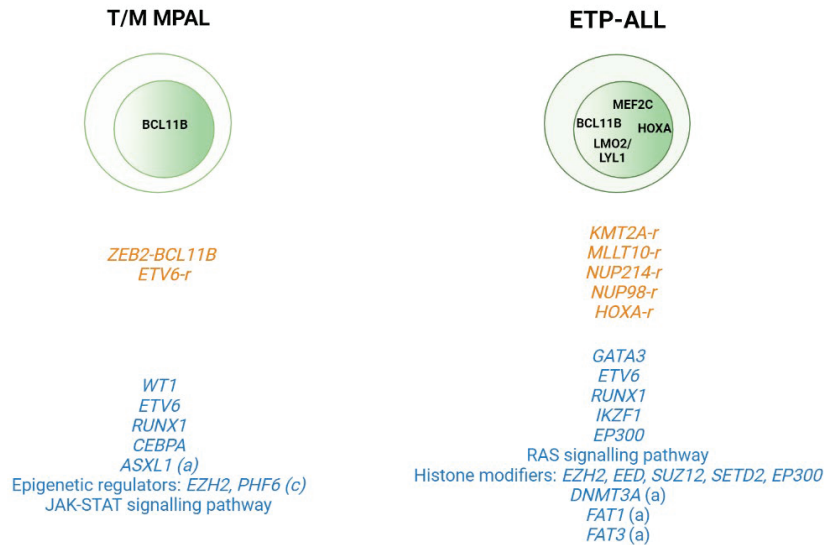 T/M MPAL
BCL11B
ZEB2-BCL11B
ETV6-r
WT1
ETV6
RUNX1
CEBPA
ASXL1 (a)
Epigenetic regulators: EZH2, PHF6 (c)
JAK-STAT signalling pathway
ETP-ALL
MEF2C
BCL11B
HOXA
LMO2/
LYL1
KMT2A-r
MLLT10-r
NUP214-r
NUP98-r
HOXA-r
GATA3
ETV6
RUNX1
IKZF1
EP300
RAS signalling pathway
Histone modifiers: EZH2, EED, SUZ12, SETD2, EP300
DNMT3A (a)
FAT1 (a)
FAT3 (a)